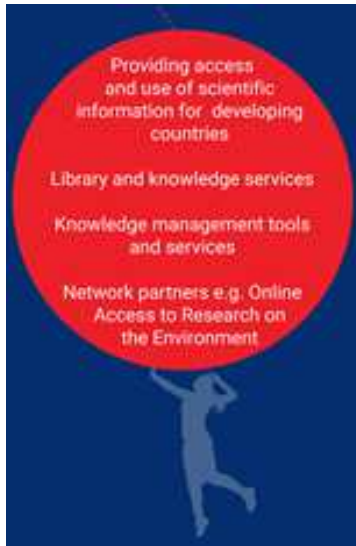 Providing access
and use of scientific
information for developing
countries
Library and knowledge services
Knowledge management tools
and services
Network partners e.g. Online
Access to Research on
the Environment